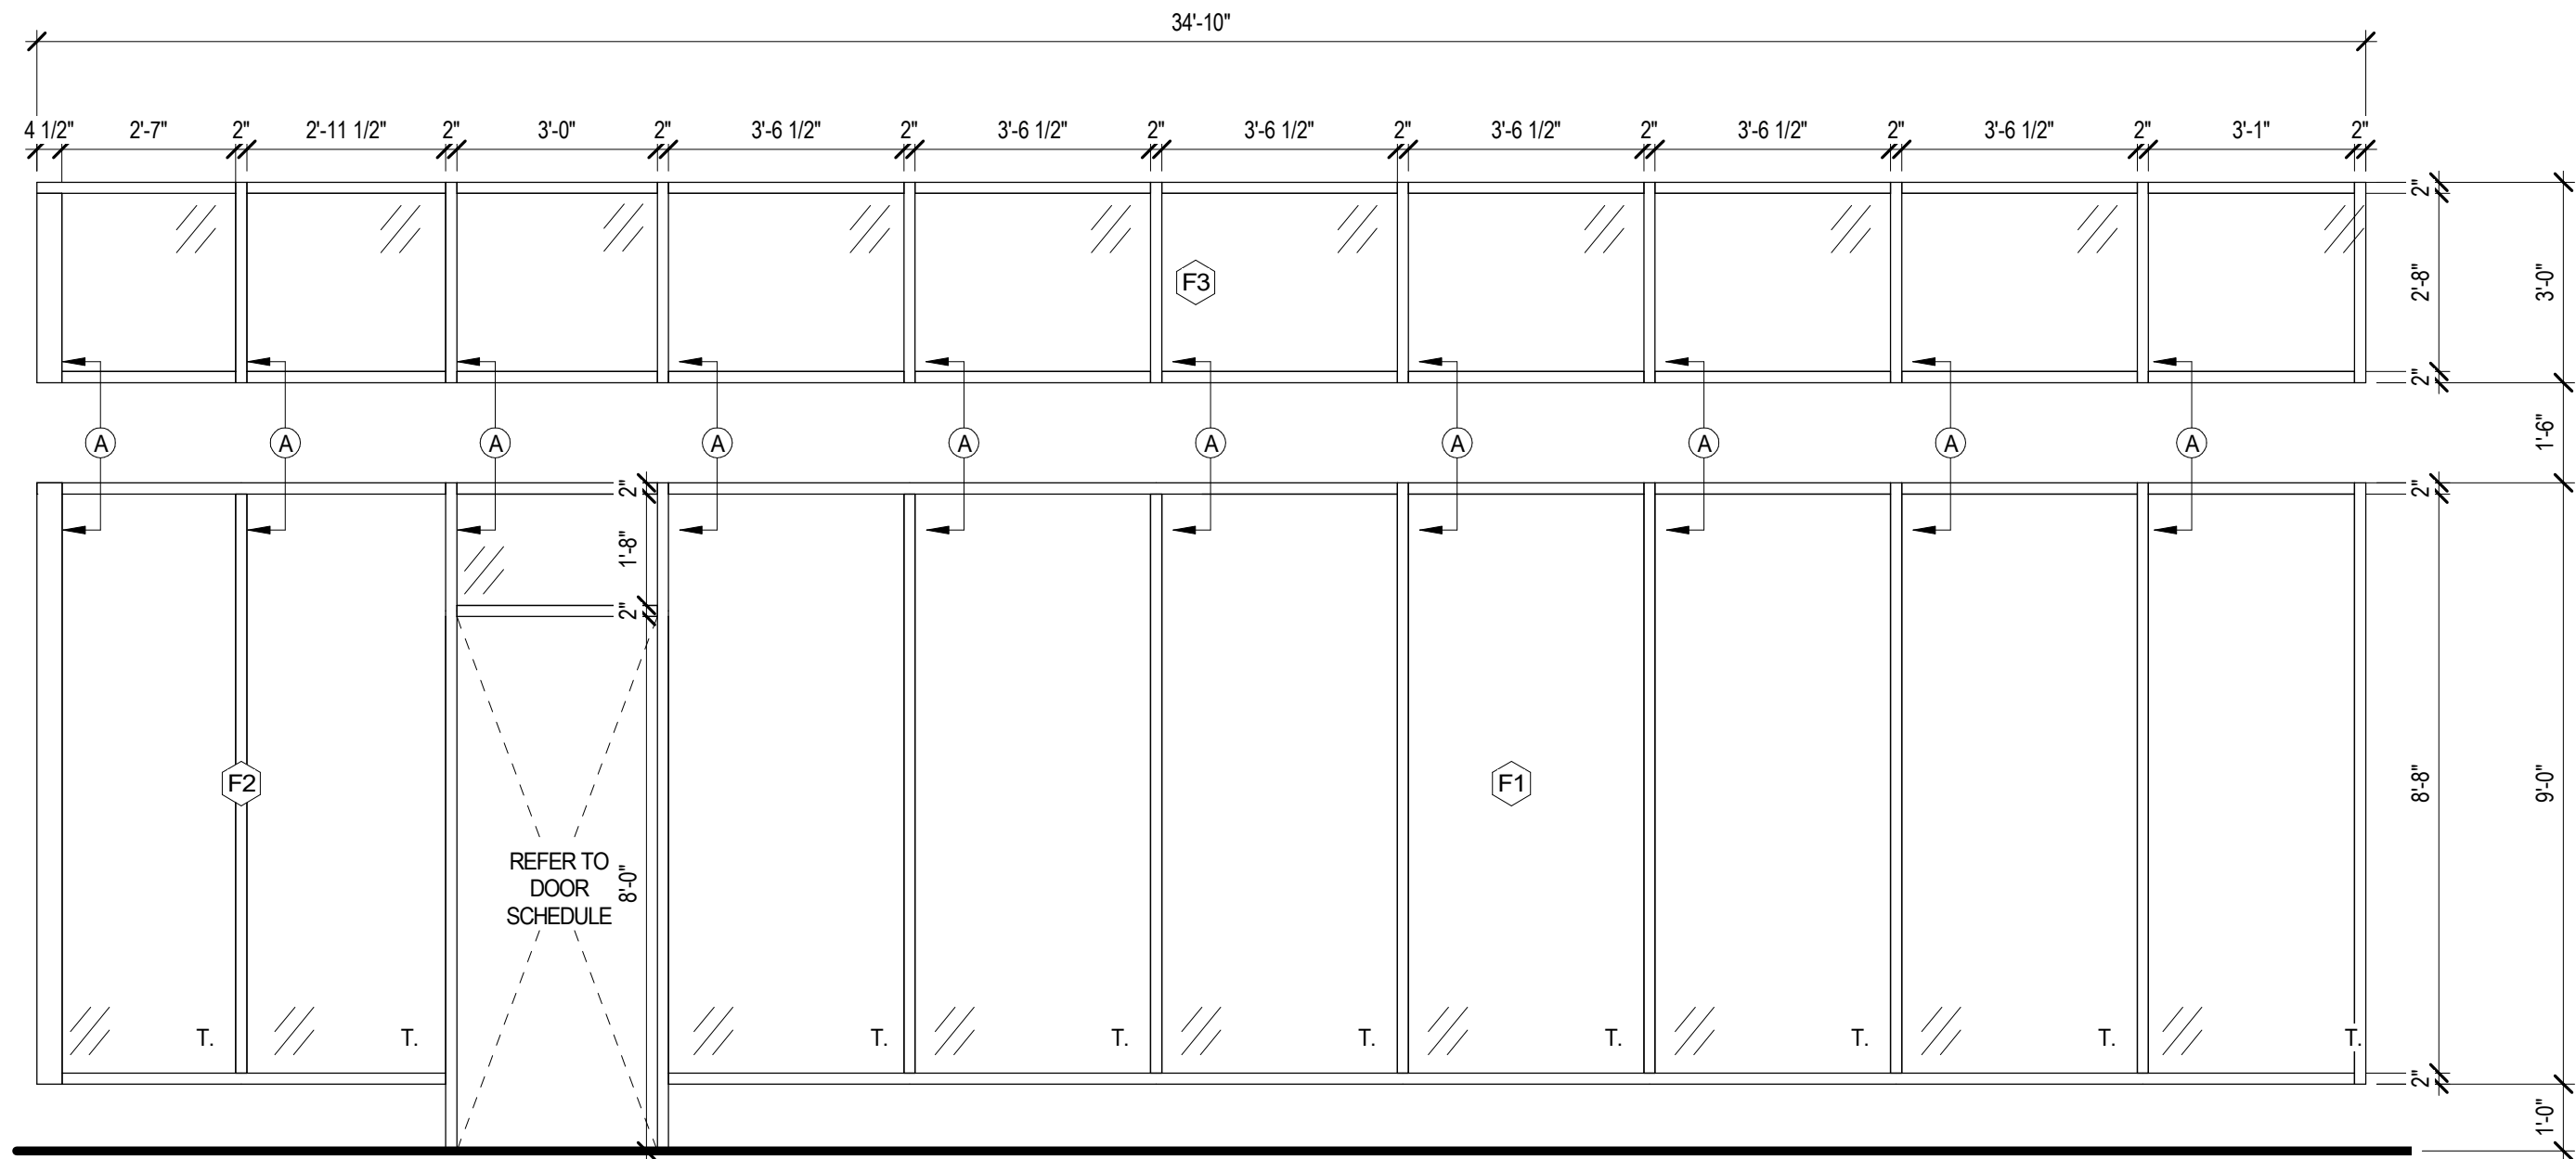 34'-10"
4 1/2" 2'-7" 2" 2'-11 1/2" 2" 3'-0" 2" 3'-6 1/2" 2" 3'-6 1/2" 2" 3'-6 1/2" 2" 3'-6 1/2" 2" 3'-6 1/2" 2" 3'-6 1/2" 2" 3'-1" 2"
2"
F3
2'-8"
3'-0"
2"
A A A A A A A A A A
1'-6"
2"
2"
1'-8"
2"
F2
F1
8'-8"
9'-0"
REFER TO
DOOR
SCHEDULE
8'-0"
T. T. T. T. T. T. T. T. T.
2"
1'-0"